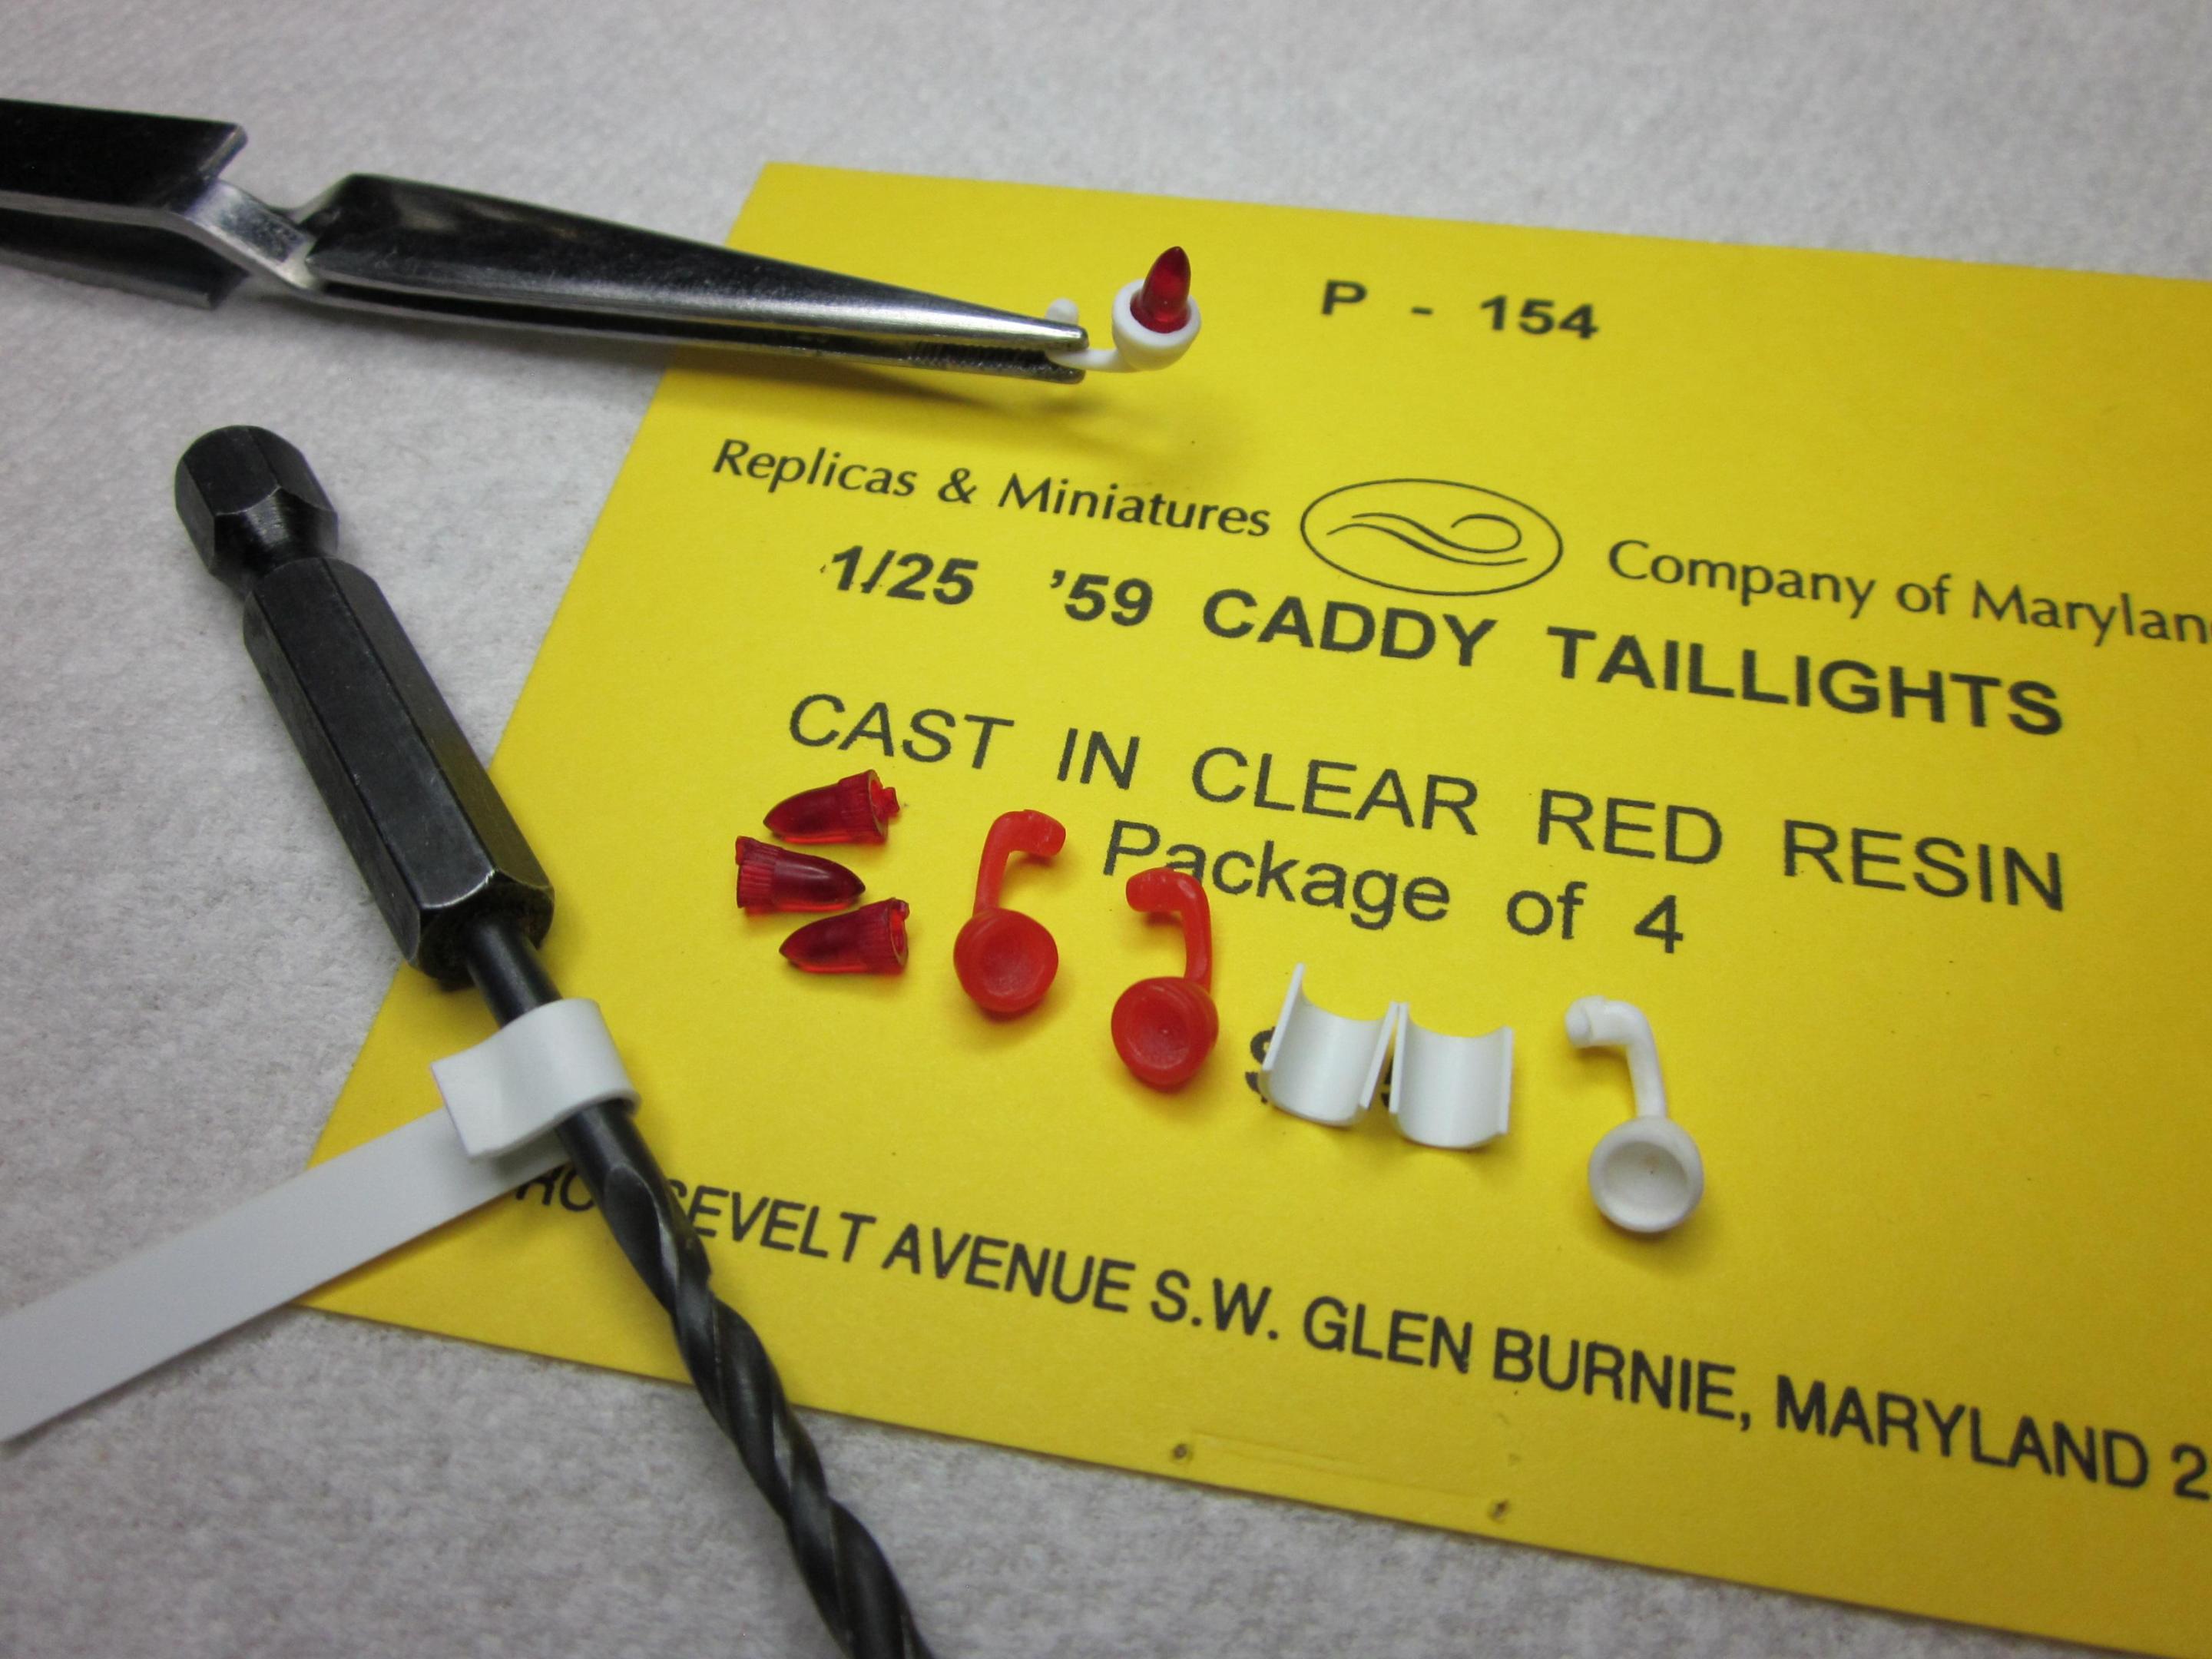 P - 154
Replicas & Miniatures Company of Marylan
1/25 '59 CADDY TAILLIGHTS
CAST IN CLEAR RED RESIN
Package of 4
AVENUE S.W. GLEN BURNIE, MARYLAND 2